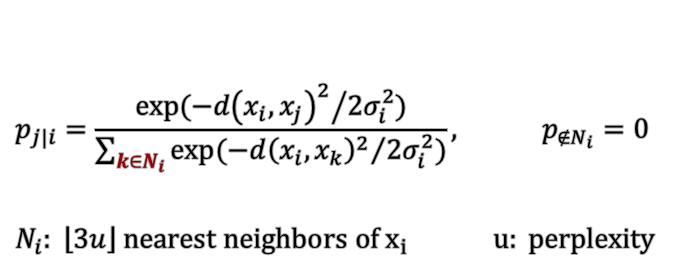 p_{j|i} = \frac{exp(−d(x_i, x_j)^2/2σ_i^2)}{∑_{k∈N_i} exp(−d(x_i, x_k)^2/2σ_i^2)}, p_{∉N_i} = 0
N_i: ⌊3u⌋ nearest neighbors of x_i u: perplexity